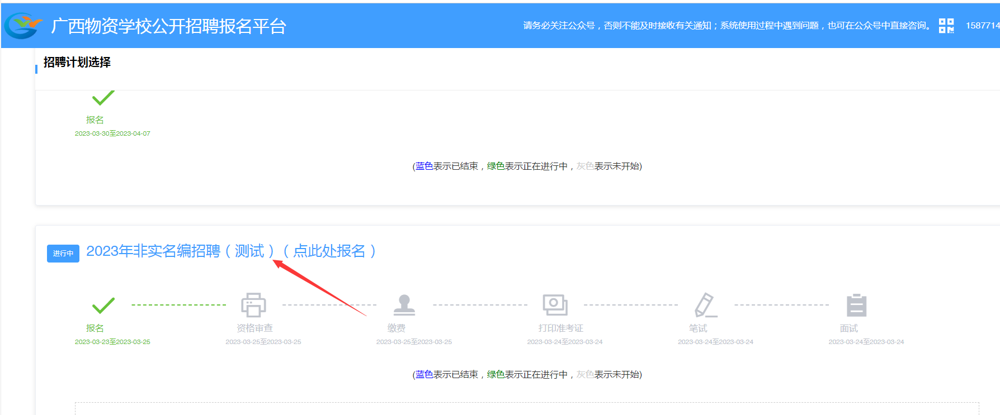 广西物资学校公开招聘报名平台
请务必关注公众号，否则不能及时接收有关通知；系统使用过程中遇到问题，也可在公众号中直接咨询。
1587714
招聘计划选择
报名
2023-03-30至2023-04-07
(蓝色表示已结束，绿色表示正在进行中，灰色表示未开始)
进行中
2023年非实名编招聘（测试）（点此处报名）
报名 资格审查 缴费 打印准考证 笔试 面试
2023-03-23至2023-03-25 2023-03-25至2023-03-25 2023-03-25至2023-03-25 2023-03-24至2023-03-24 2023-03-24至2023-03-24 2023-03-24至2023-03-24
(蓝色表示已结束，绿色表示正在进行中，灰色表示未开始)